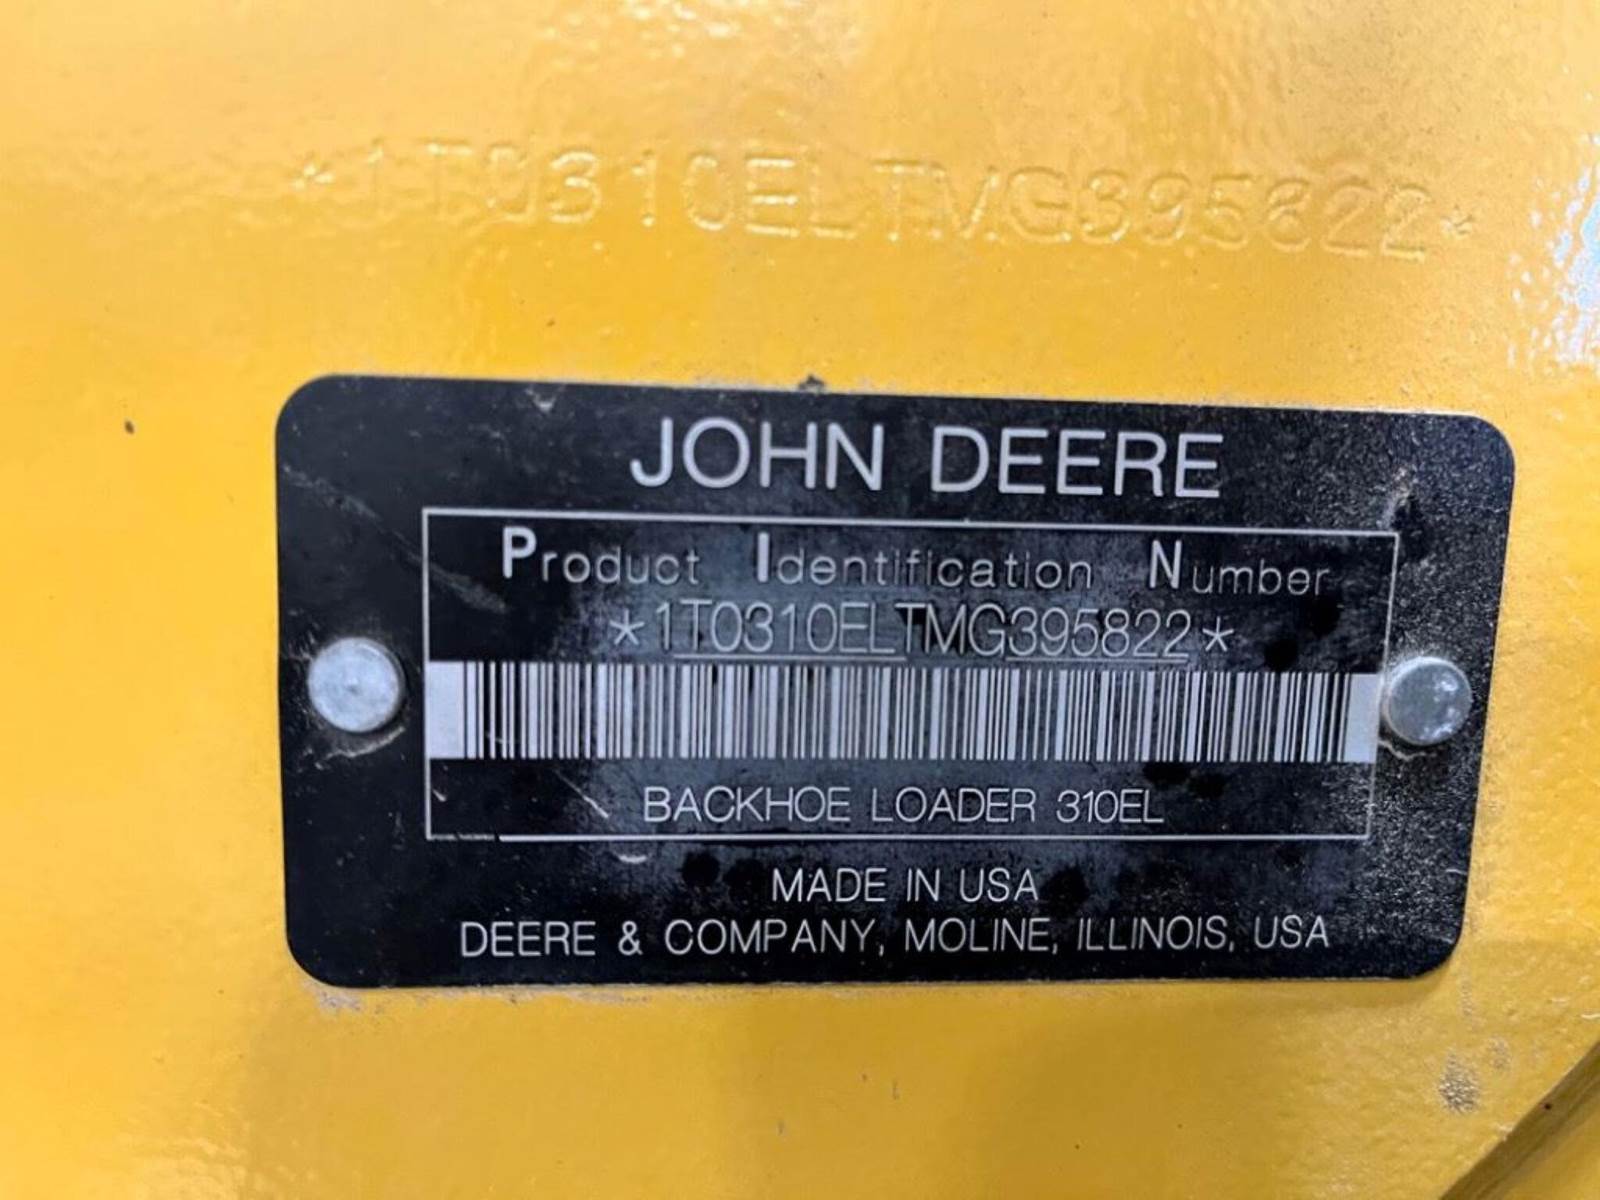 *1T0310ELTMG395822*
JOHN DEERE
Product Identification Number
*1T0310ELTMG395822*
BACKHOE LOADER 310EL
MADE IN USA
DEERE & COMPANY, MOLINE, ILLINOIS, USA